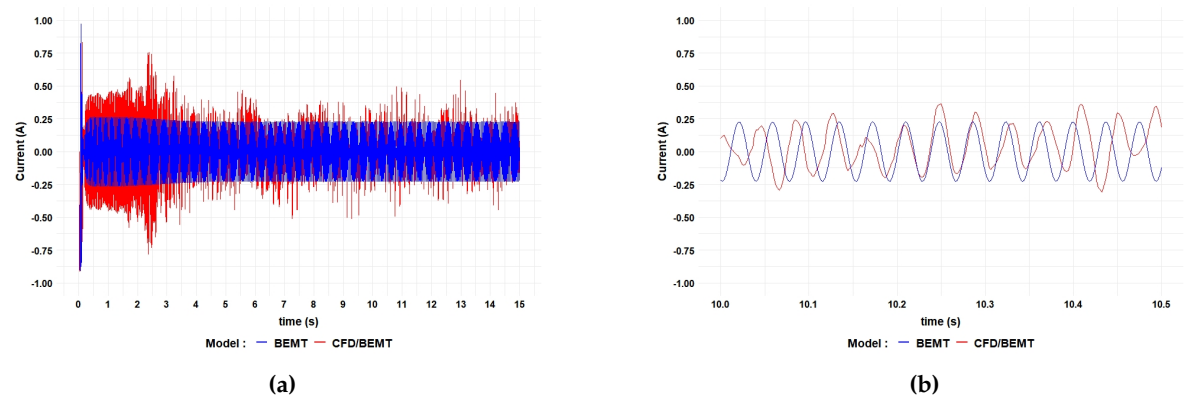 1.00
0.75
0.50
0.25
0.00
-0.25
-0.50
-0.75
-1.00
Current (A)
0 1 2 3 4 5 6 7 8 9 10 11 12 13 14 15
time (s)
Model : BEMT CFD/BEMT
(a)
1.00
0.75
0.50
0.25
0.00
-0.25
-0.50
-0.75
-1.00
Current (A)
10.0 10.1 10.2 10.3 10.4 10.5
time (s)
Model : BEMT CFD/BEMT
(b)